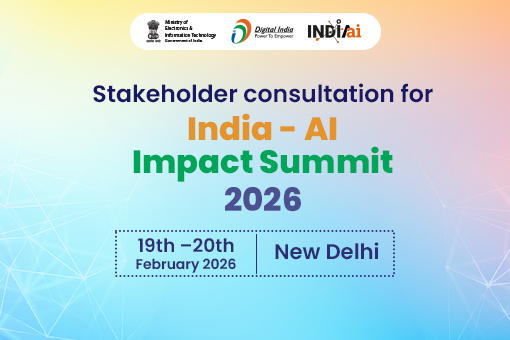 Ministry of
Electronics &
Information Technology
Government of India
Digital India
Power To Empower
INDIAai
Stakeholder consultation for
India - AI
Impact Summit
2026
19th –20th
February 2026
New Delhi